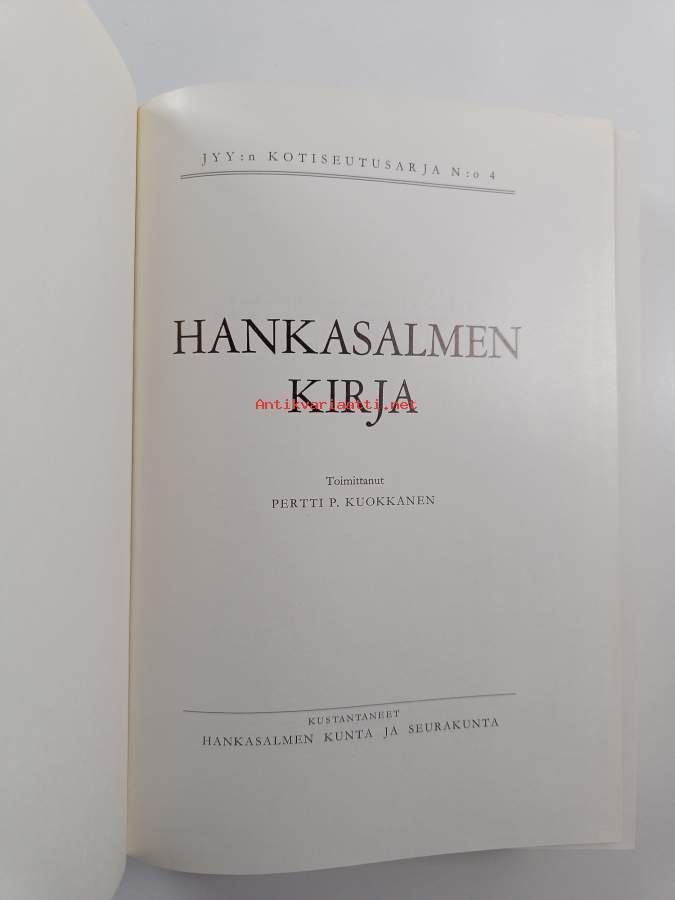 JYY:n KOTISEUTUSARJA N:o 4
HANKASALMEN
KIRJA
Antikvariaatti.net
Toimittanut
PERTTI P. KUOKKANEN
KUSTANTANEET
HANKASALMEN KUNTA JA SEURAKUNTA